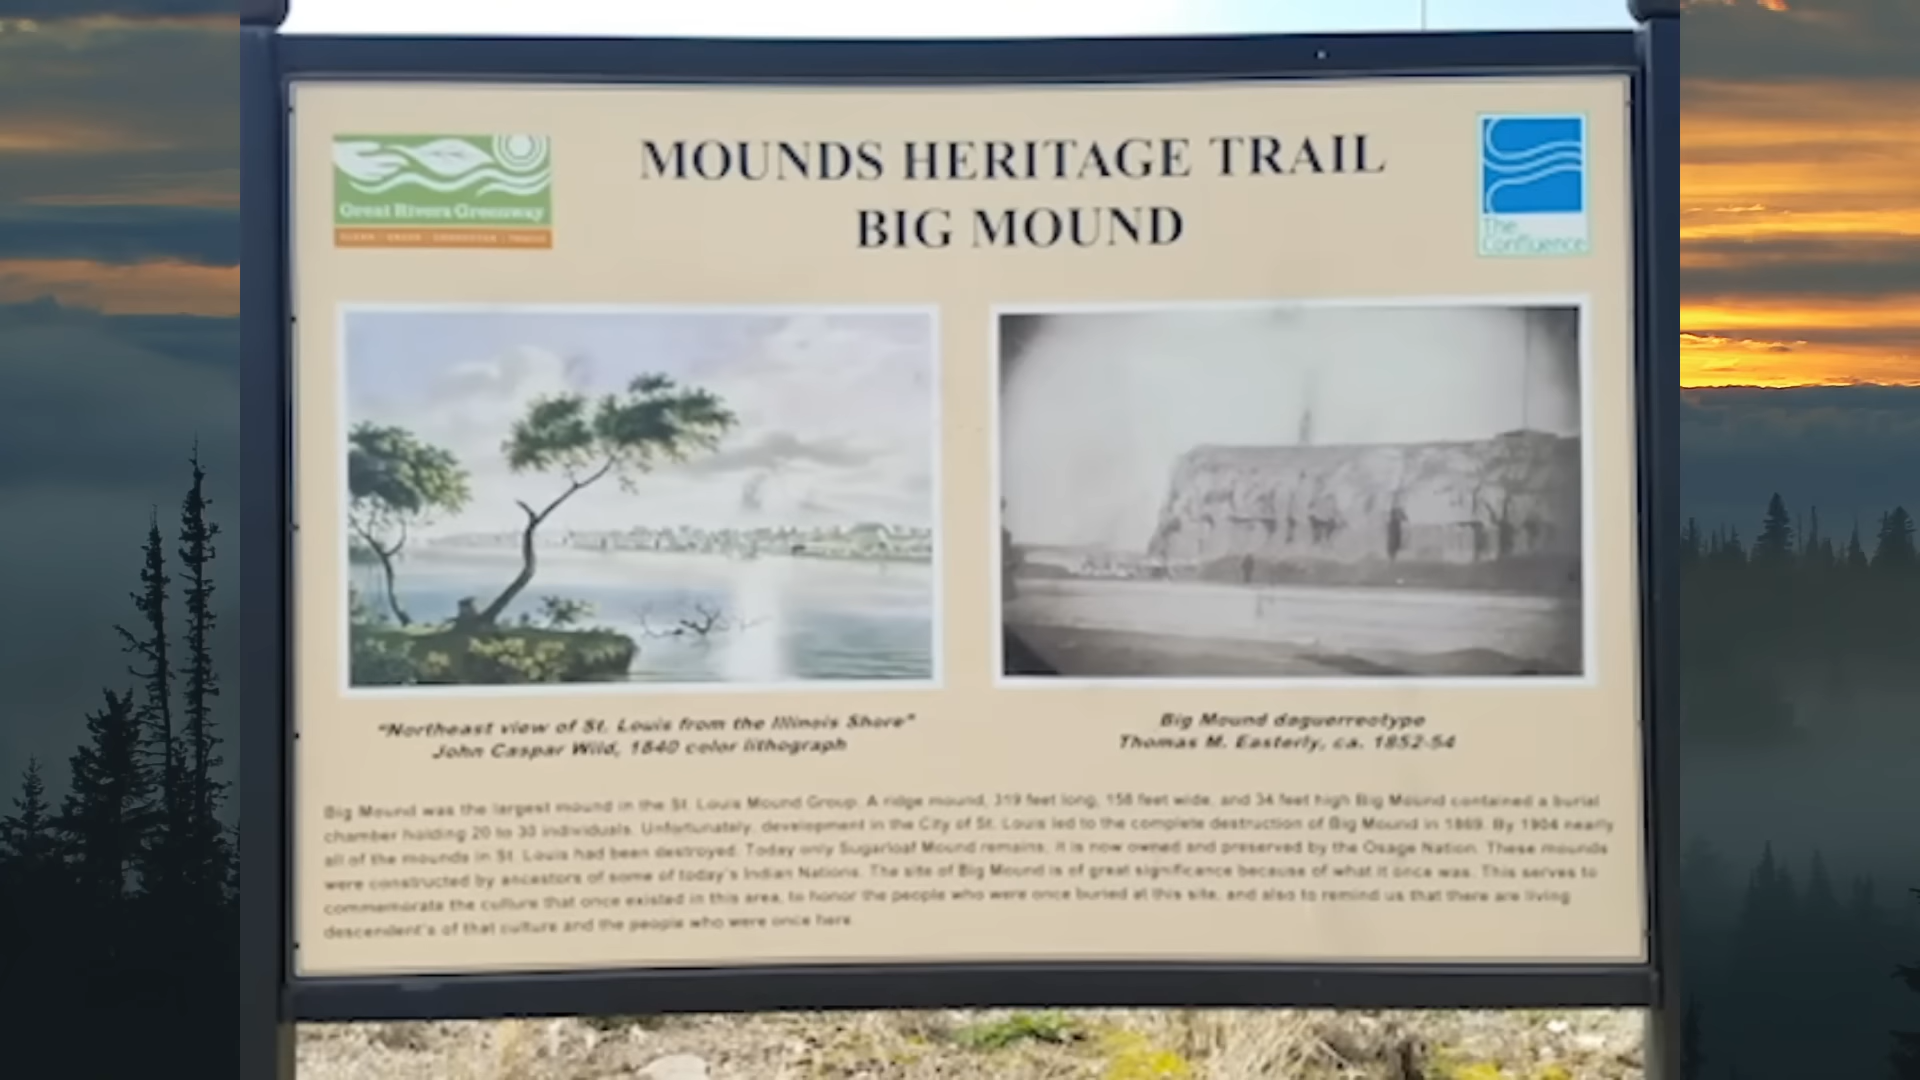 MOUNDS HERITAGE TRAIL
BIG MOUND
Great Rivers Greenway
The
Confluence
"Northeast view of St. Louis from the Illinois Shore"
John Caspar Wild, 1840 color lithograph
Big Mound daguerreotype
Thomas M. Easterly, ca. 1852-54
Big Mound was the largest mound in the St. Louis Mound Group. A ridge mound, 319 feet long, 158 feet wide, and 34 feet high Big Mound contained a burial
chamber holding 20 to 30 individuals. Unfortunately, development in the City of St. Louis led to the complete destruction of Big Mound in 1869. By 1904 nearly
all of the mounds in St. Louis had been destroyed. Today only Sugarloaf Mound remains; it is now owned and preserved by the Osage Nation. These mounds
were constructed by ancestors of some of today's Indian Nations. The site of Big Mound is of great significance because of what it once was. This serves to
commemorate the culture that once existed in this area, to honor the people who were once buried at this site, and also to remind us that there are living
descendent's of that culture and the people who were once here.